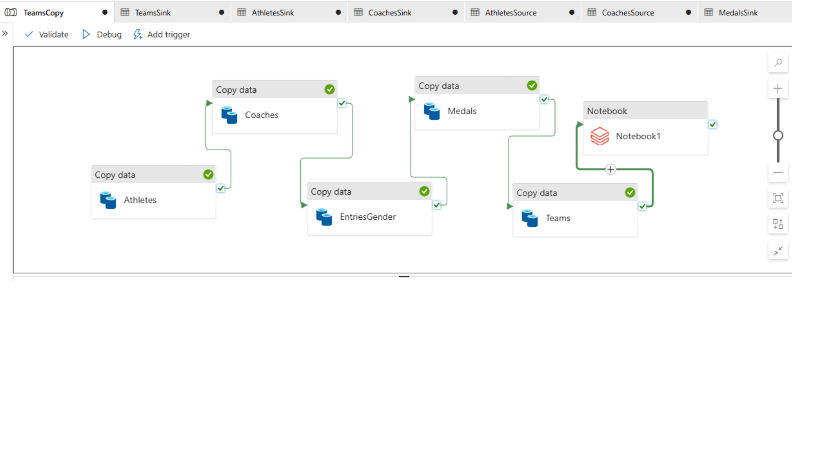 TeamsCopy
TeamsSink
AthletesSink
CoachesSink
AthletesSource
CoachesSource
MedalsSink
Validate
Debug
Add trigger
Copy data
Coaches
Copy data
Medals
Notebook
Notebook1
Copy data
Athletes
Copy data
EntriesGender
Copy data
Teams